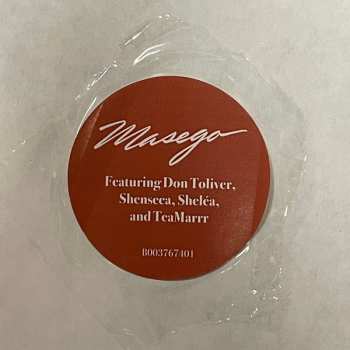 Masego
Featuring Don Toliver,
Shenseea, Sheléa,
and TeaMarrr
B003767401